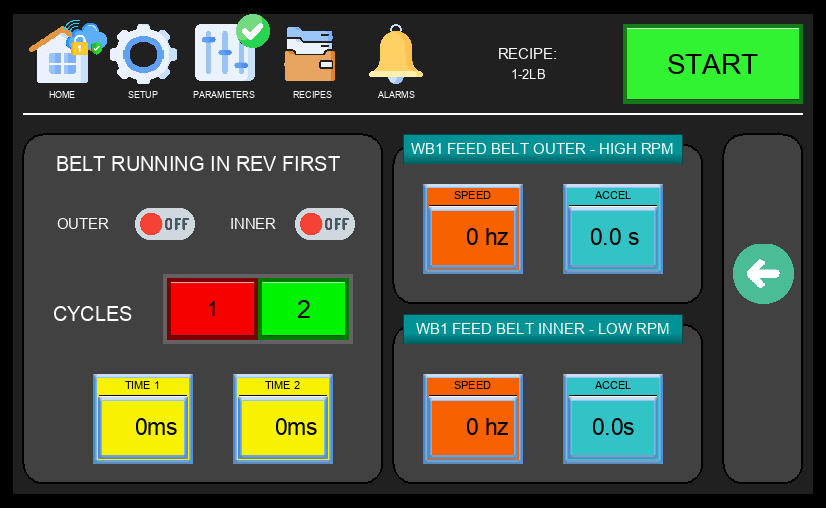 HOME
SETUP
PARAMETERS
RECIPES
ALARMS
RECIPE:
1-2LB
START
BELT RUNNING IN REV FIRST
OUTER
OFF
INNER
OFF
CYCLES
1
2
TIME 1
0ms
TIME 2
0ms
WB1 FEED BELT OUTER - HIGH RPM
SPEED
0 hz
ACCEL
0.0 s
WB1 FEED BELT INNER - LOW RPM
SPEED
0 hz
ACCEL
0.0s